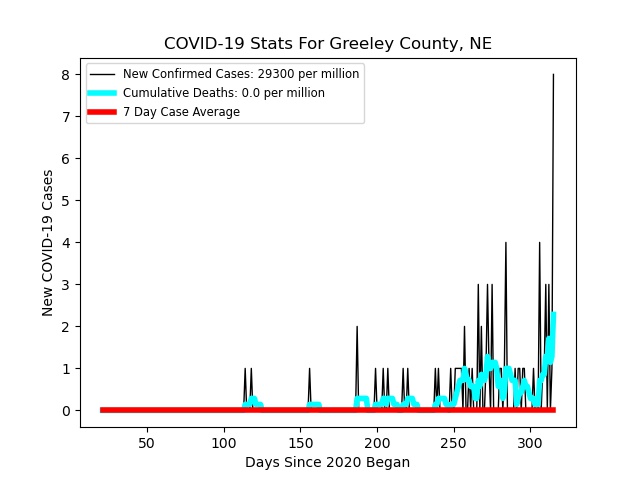 COVID-19 Stats For Greeley County, NE
New Confirmed Cases: 29300 per million
Cumulative Deaths: 0.0 per million
7 Day Case Average
New COVID-19 Cases
8
7
6
5
4
3
2
1
0
50 100 150 200 250 300
Days Since 2020 Began